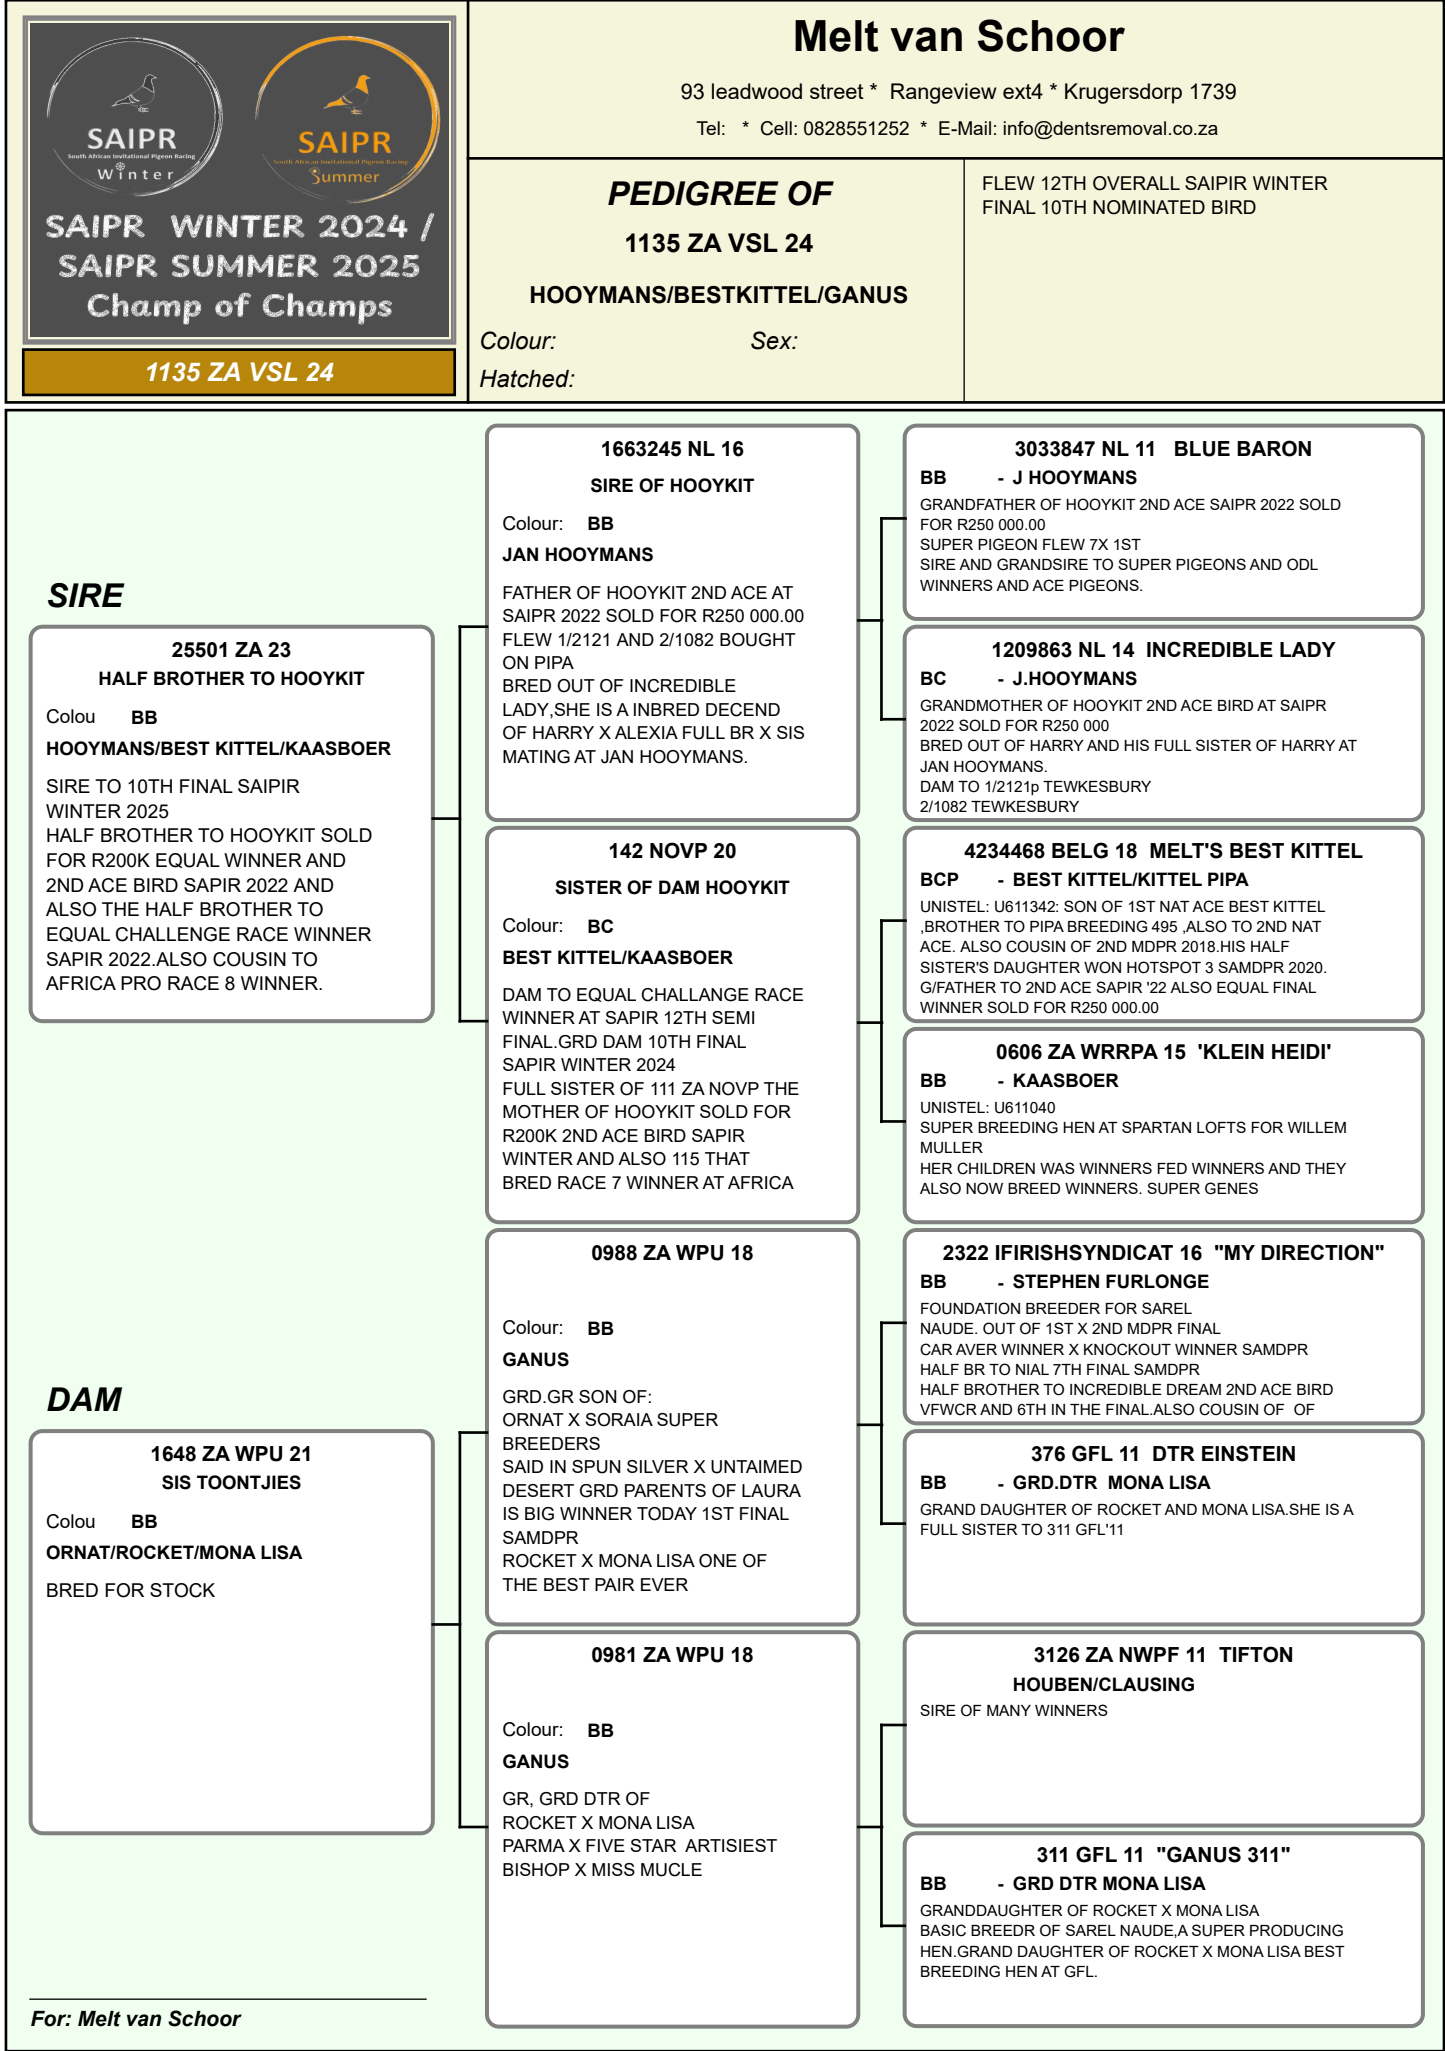 SAIPR
South African Invitational Pigeon Racing
Winter
SAIPR
South African Invitational Pigeon Racing
Summer
SAIPR WINTER 2024 /
SAIPR SUMMER 2025
Champ of Champs
1135 ZA VSL 24
Melt van Schoor
93 leadwood street * Rangeview ext4 * Krugersdorp 1739
Tel: * Cell: 0828551252 * E-Mail: info@dentsremoval.co.za
PEDIGREE OF
1135 ZA VSL 24
HOOYMANS/BESTKITTEL/GANUS
Colour: Sex:
Hatched:
FLEW 12TH OVERALL SAIPIR WINTER
FINAL 10TH NOMINATED BIRD
SIRE
25501 ZA 23
HALF BROTHER TO HOOYKIT
Colou BB
HOOYMANS/BEST KITTEL/KAASBOER
SIRE TO 10TH FINAL SAIPIR
WINTER 2025
HALF BROTHER TO HOOYKIT SOLD
FOR R200K EQUAL WINNER AND
2ND ACE BIRD SAPIR 2022 AND
ALSO THE HALF BROTHER TO
EQUAL CHALLENGE RACE WINNER
SAPIR 2022.ALSO COUSIN TO
AFRICA PRO RACE 8 WINNER.
DAM
1648 ZA WPU 21
SIS TOONTJIES
Colou BB
ORNAT/ROCKET/MONA LISA
BRED FOR STOCK
For: Melt van Schoor
1663245 NL 16
SIRE OF HOOYKIT
Colour: BB
JAN HOOYMANS
FATHER OF HOOYKIT 2ND ACE AT
SAIPR 2022 SOLD FOR R250 000.00
FLEW 1/2121 AND 2/1082 BOUGHT
ON PIPA
BRED OUT OF INCREDIBLE
LADY,SHE IS A INBRED DECEND
OF HARRY X ALEXIA FULL BR X SIS
MATING AT JAN HOOYMANS.
142 NOVP 20
SISTER OF DAM HOOYKIT
Colour: BC
BEST KITTEL/KAASBOER
DAM TO EQUAL CHALLANGE RACE
WINNER AT SAPIR 12TH SEMI
FINAL.GRD DAM 10TH FINAL
SAPIR WINTER 2024
FULL SISTER OF 111 ZA NOVP THE
MOTHER OF HOOYKIT SOLD FOR
R200K 2ND ACE BIRD SAPIR
WINTER AND ALSO 115 THAT
BRED RACE 7 WINNER AT AFRICA
0988 ZA WPU 18
Colour: BB
GANUS
GRD.GR SON OF:
ORNAT X SORAIA SUPER
BREEDERS
SAID IN SPUN SILVER X UNTAIMED
DESERT GRD PARENTS OF LAURA
IS BIG WINNER TODAY 1ST FINAL
SAMDPR
ROCKET X MONA LISA ONE OF
THE BEST PAIR EVER
0981 ZA WPU 18
Colour: BB
GANUS
GR, GRD DTR OF
ROCKET X MONA LISA
PARMA X FIVE STAR ARTISIEST
BISHOP X MISS MUCLE
3033847 NL 11 BLUE BARON
BB - J HOOYMANS
GRANDFATHER OF HOOYKIT 2ND ACE SAIPR 2022 SOLD
FOR R250 000.00
SUPER PIGEON FLEW 7X 1ST
SIRE AND GRANDSIRE TO SUPER PIGEONS AND ODL
WINNERS AND ACE PIGEONS.
1209863 NL 14 INCREDIBLE LADY
BC - J.HOOYMANS
GRANDMOTHER OF HOOYKIT 2ND ACE BIRD AT SAIPR
2022 SOLD FOR R250 000
BRED OUT OF HARRY AND HIS FULL SISTER OF HARRY AT
JAN HOOYMANS.
DAM TO 1/2121p TEWKESBURY
2/1082 TEWKESBURY
4234468 BELG 18 MELT'S BEST KITTEL
BCP - BEST KITTEL/KITTEL PIPA
UNISTEL: U611342: SON OF 1ST NAT ACE BEST KITTEL
,BROTHER TO PIPA BREEDING 495 ,ALSO TO 2ND NAT
ACE. ALSO COUSIN OF 2ND MDPR 2018.HIS HALF
SISTER'S DAUGHTER WON HOTSPOT 3 SAMDPR 2020.
G/FATHER TO 2ND ACE SAPIR '22 ALSO EQUAL FINAL
WINNER SOLD FOR R250 000.00
0606 ZA WRRPA 15 'KLEIN HEIDI'
BB - KAASBOER
UNISTEL: U611040
SUPER BREEDING HEN AT SPARTAN LOFTS FOR WILLEM
MULLER
HER CHILDREN WAS WINNERS FED WINNERS AND THEY
ALSO NOW BREED WINNERS. SUPER GENES
2322 IFIRISHSYNDICAT 16 "MY DIRECTION"
BB - STEPHEN FURLONGE
FOUNDATION BREEDER FOR SAREL
NAUDE. OUT OF 1ST X 2ND MDPR FINAL
CAR AVER WINNER X KNOCKOUT WINNER SAMDPR
HALF BR TO NIAL 7TH FINAL SAMDPR
HALF BROTHER TO INCREDIBLE DREAM 2ND ACE BIRD
VFWCR AND 6TH IN THE FINAL.ALSO COUSIN OF OF
376 GFL 11 DTR EINSTEIN
BB - GRD.DTR MONA LISA
GRAND DAUGHTER OF ROCKET AND MONA LISA.SHE IS A
FULL SISTER TO 311 GFL'11
3126 ZA NWPF 11 TIFTON
HOUBEN/CLAUSING
SIRE OF MANY WINNERS
311 GFL 11 "GANUS 311"
BB - GRD DTR MONA LISA
GRANDDAUGHTER OF ROCKET X MONA LISA
BASIC BREEDR OF SAREL NAUDE,A SUPER PRODUCING
HEN.GRAND DAUGHTER OF ROCKET X MONA LISA BEST
BREEDING HEN AT GFL.